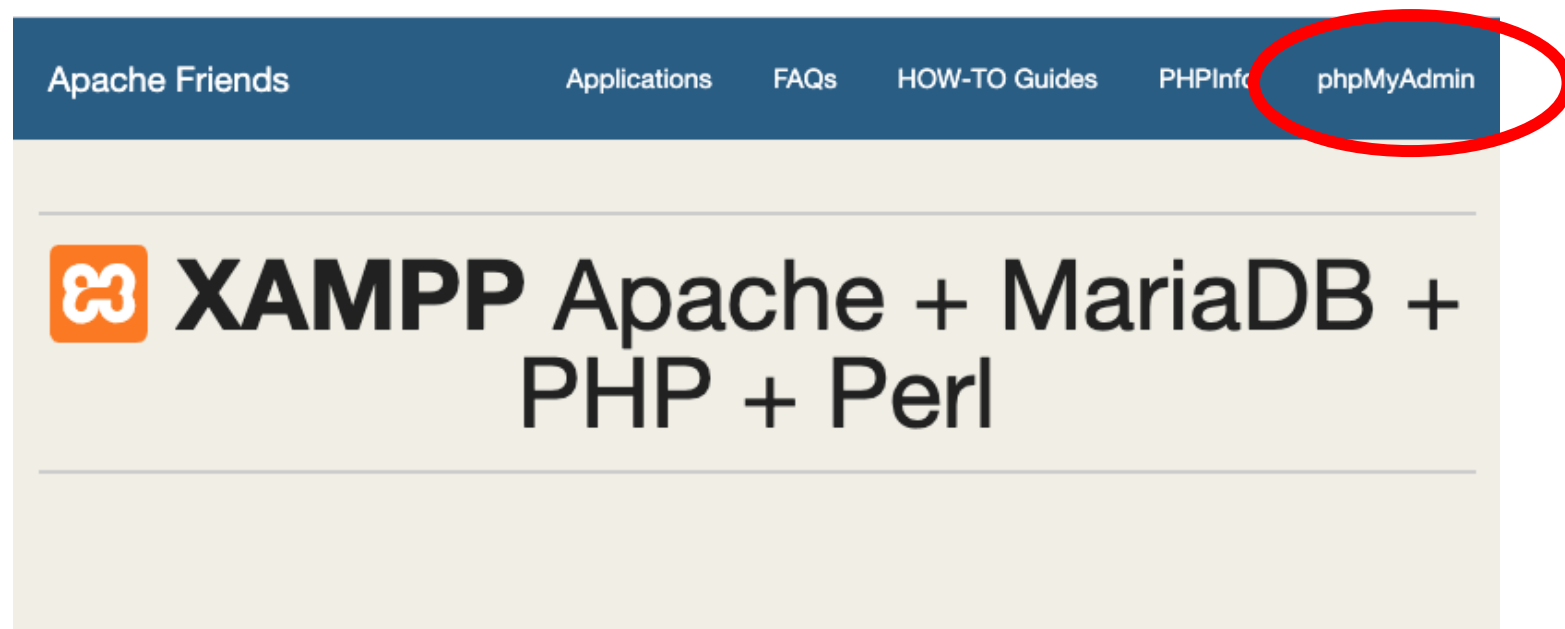 Apache Friends Applications FAQs HOW-TO Guides PHPInfo phpMyAdmin
XAMPP Apache + MariaDB +
PHP + Perl